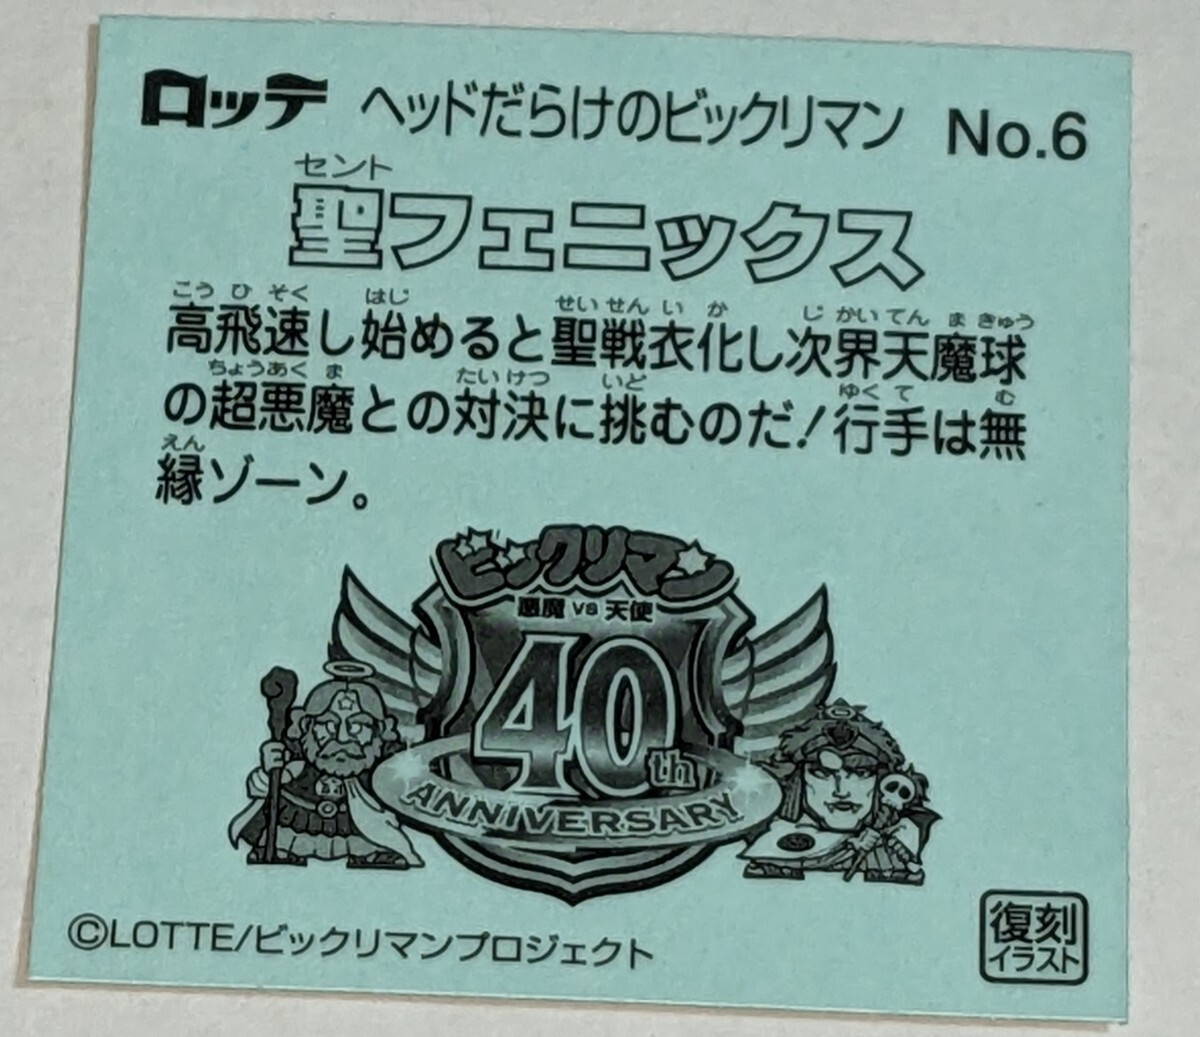 ロッテ ヘッドだらけのビックリマン No.6
セント
聖フェニックス
こうひそく はじ せいせんいか じかいてんまきゅう
高飛速し始めると聖戦衣化し次界天魔球
ちょうあくま たいけつ いど ゆくて む
の超悪魔との対決に挑むのだ!行手は無
えん
縁ゾーン。
ビックリマン
悪魔 vs 天使
40th
ANNIVERSARY
©LOTTE/ビックリマンプロジェクト
復刻
イラスト